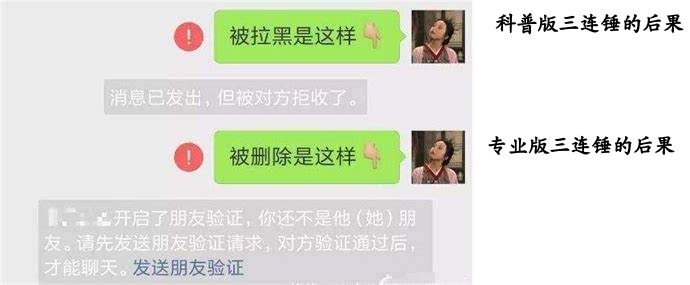 被拉黑是这样👇
科普版三连锤的后果
消息已发出，但被对方拒收了。
被删除是这样👇
专业版三连锤的后果
开启了朋友验证，你还不是他（她）朋
友。请先发送朋友验证请求，对方验证通过后，
才能聊天。发送朋友验证